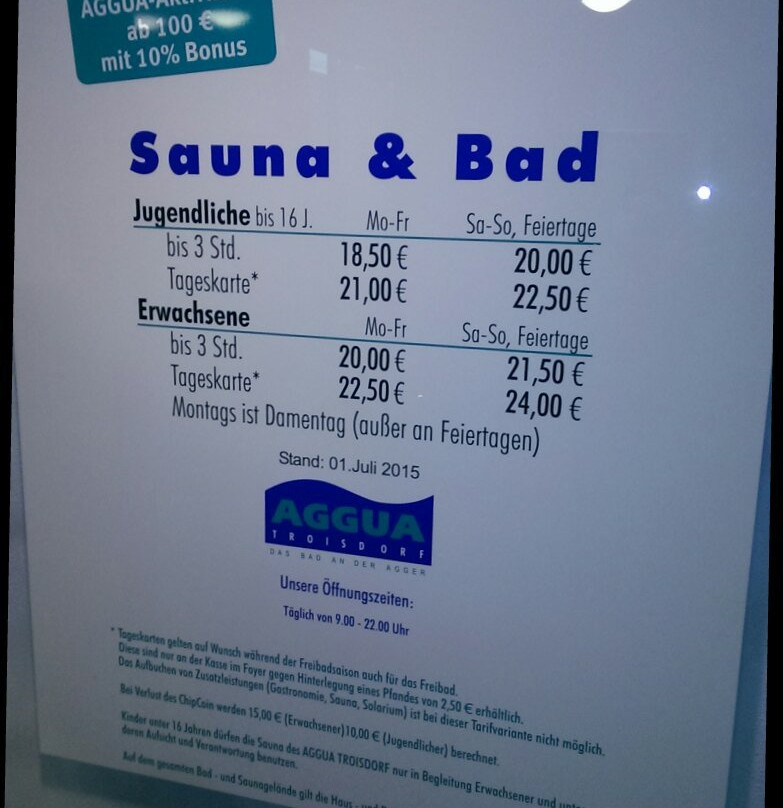 AGGUA-
ab 100 €
mit 10% Bonus
Sauna & Bad
Jugendliche bis 16 J. Mo-Fr Sa-So, Feiertage
bis 3 Std. 18,50 € 20,00 €
Tageskarte* 21,00 € 22,50 €
Erwachsene Mo-Fr Sa-So, Feiertage
bis 3 Std. 20,00 € 21,50 €
Tageskarte* 22,50 € 24,00 €
Montags ist Damentag (außer an Feiertagen)
Stand: 01.Juli 2015
AGGUA
TROISDORF
DAS BAD AN DER AGGER
Unsere Öffnungszeiten:
Täglich von 9.00 - 22.00 Uhr
* Tageskarten gelten auf Wunsch während der Freibadsaison auch für das Freibad.
Diese sind nur an der Kasse im Foyer gegen Hinterlegung eines Pfandes von 2,50 € erhältlich.
Das Aufbuchen von Zusatzleistungen (Gastronomie, Sauna, Solarium) ist bei dieser Tarifvariante nicht möglich.
Bei Verlust des ChipCoin werden 15,00 € (Erwachsener)10,00 € (Jugendlicher) berechnet.
Kinder unter 16 Jahren dürfen die Sauna des AGGUA TROISDORF nur in Begleitung Erwachsener und unter
deren Aufsicht und Verantwortung benutzen.
Auf dem gesamten Bad - und Saunagelände gilt die Haus - und